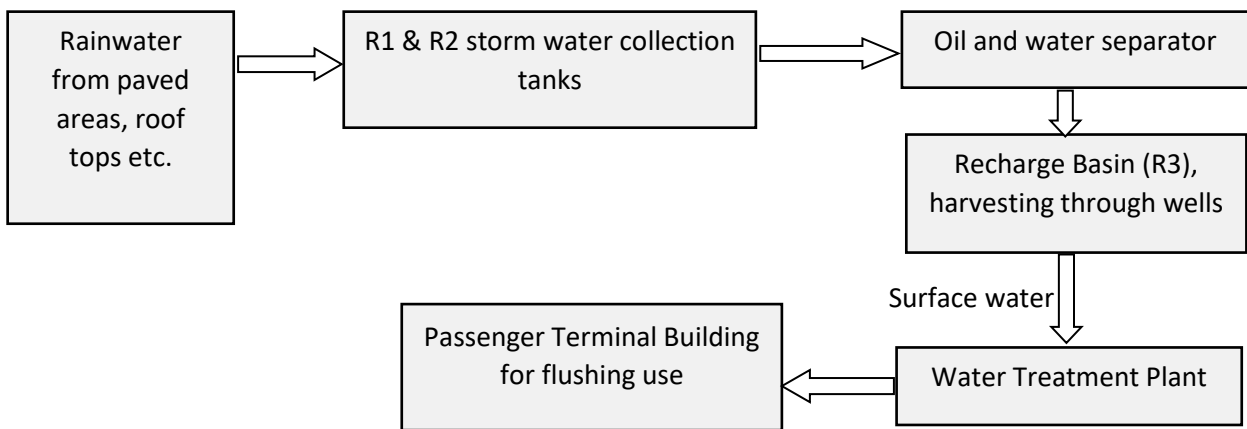 Rainwater
from paved
areas, roof
tops etc.
R1 & R2 storm water collection
tanks
Oil and water separator
Recharge Basin (R3),
harvesting through wells
Surface water
Water Treatment Plant
Passenger Terminal Building
for flushing use